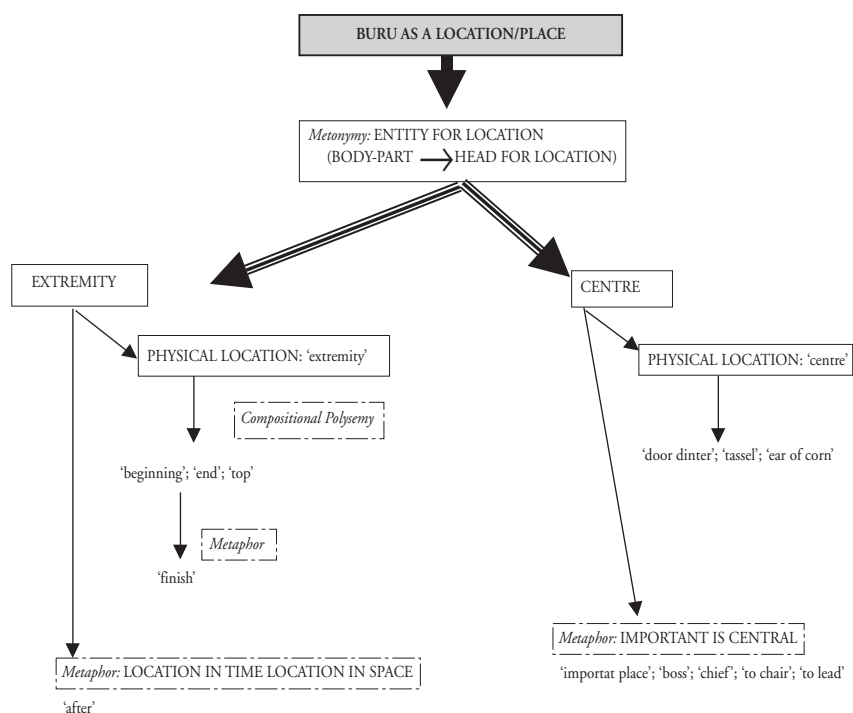 BURU AS A LOCATION/PLACE
Metonymy: ENTITY FOR LOCATION
(BODY-PART → HEAD FOR LOCATION)
EXTREMITY
CENTRE
PHYSICAL LOCATION: ‘extremity’
PHYSICAL LOCATION: ‘centre’
Compositional Polysemy
‘beginning’; ‘end’; ‘top’
‘door dinter’; ‘tassel’; ‘ear of corn’
Metaphor
‘finish’
Metaphor: IMPORTANT IS CENTRAL
‘importat place’; ‘boss’; ‘chief’; ‘to chair’; ‘to lead’
Metaphor: LOCATION IN TIME LOCATION IN SPACE
‘after’